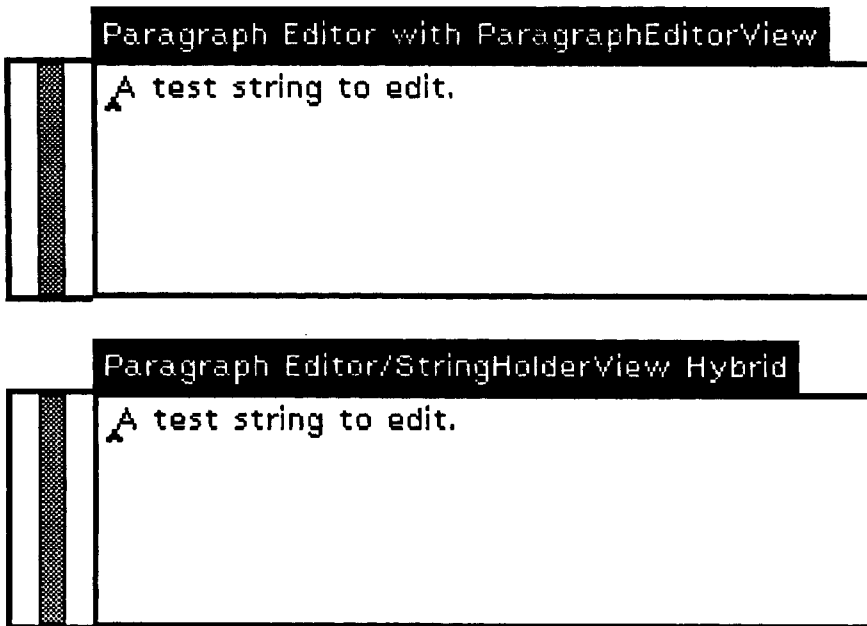 Paragraph Editor with ParagraphEditorView
A test string to edit.
Paragraph Editor/StringHolderView Hybrid
A test string to edit.